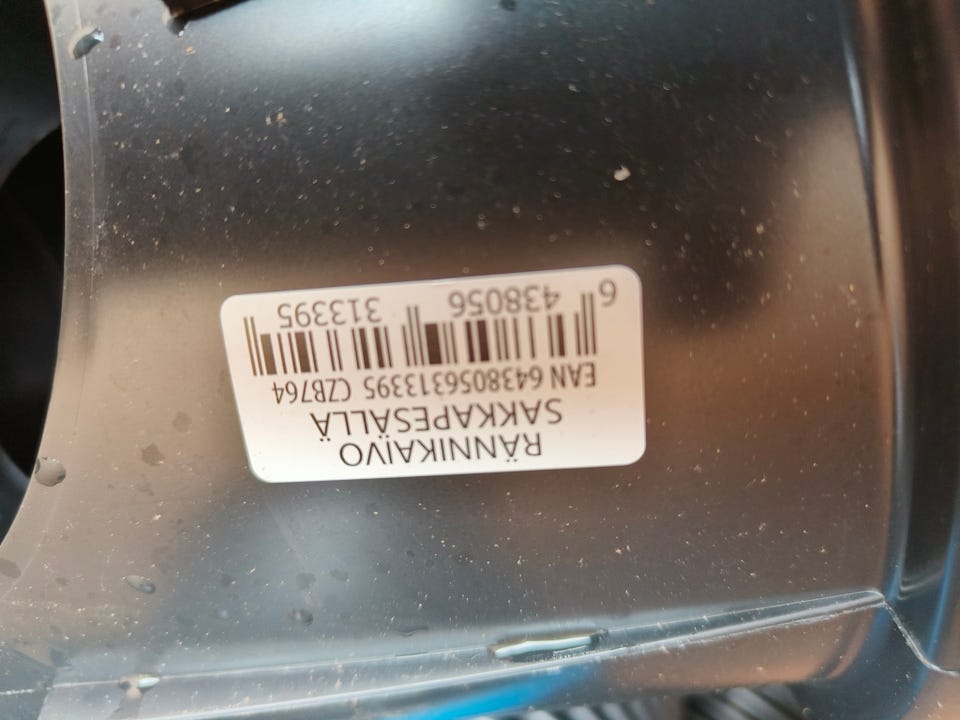 RÄNNIKAIVO
SAKKAPESÄLLÄ
EAN 6438056313395 CZB764
6 438056 313395